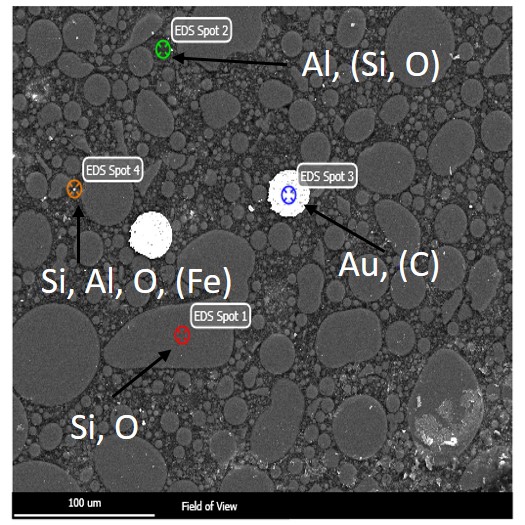 EDS Spot 2
Al, (Si, O)
EDS Spot 4
EDS Spot 3
Si, Al, O, (Fe)
Au, (C)
EDS Spot 1
Si, O
100 um
Field of View